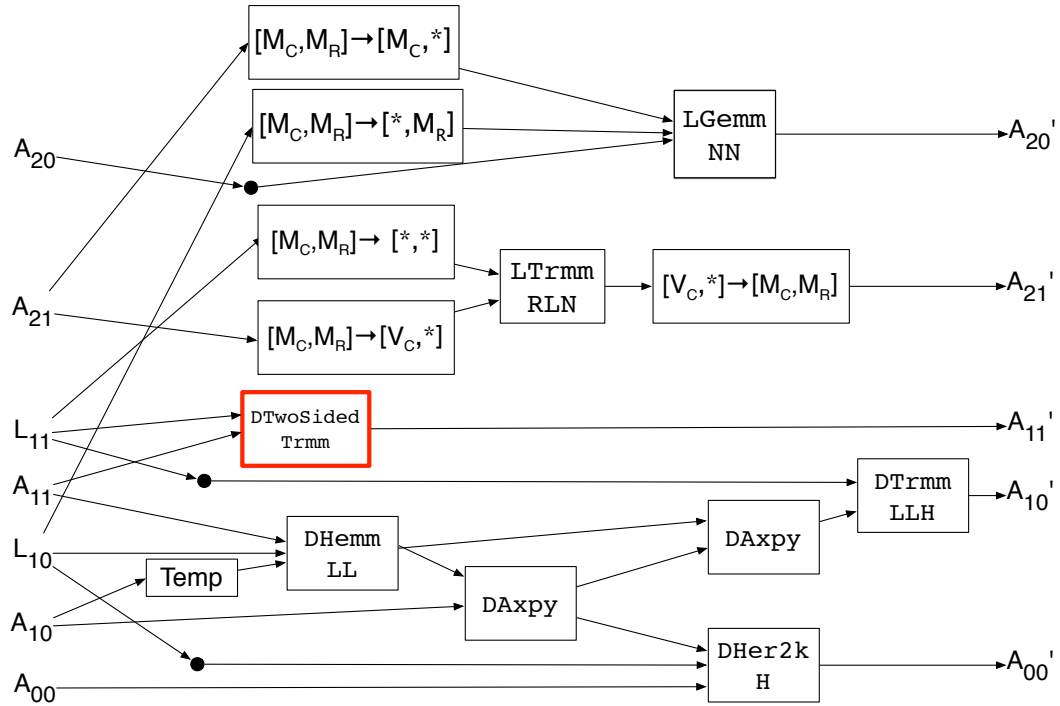 [M_C,M_R]→[M_C,*]
[M_C,M_R]→[*,M_R]
LGemm
NN
A_20
A_20'
[M_C,M_R]→ [*,*]
LTrmm
RLN
[V_C,*]→[M_C,M_R]
A_21
A_21'
[M_C,M_R]→[V_C,*]
DTwoSided
Trmm
L_11
A_11'
A_11
DTrmm
LLH
A_10'
L_10
DHemm
LL
DAxpy
Temp
DAxpy
A_10
DHer2k
H
A_00
A_00'